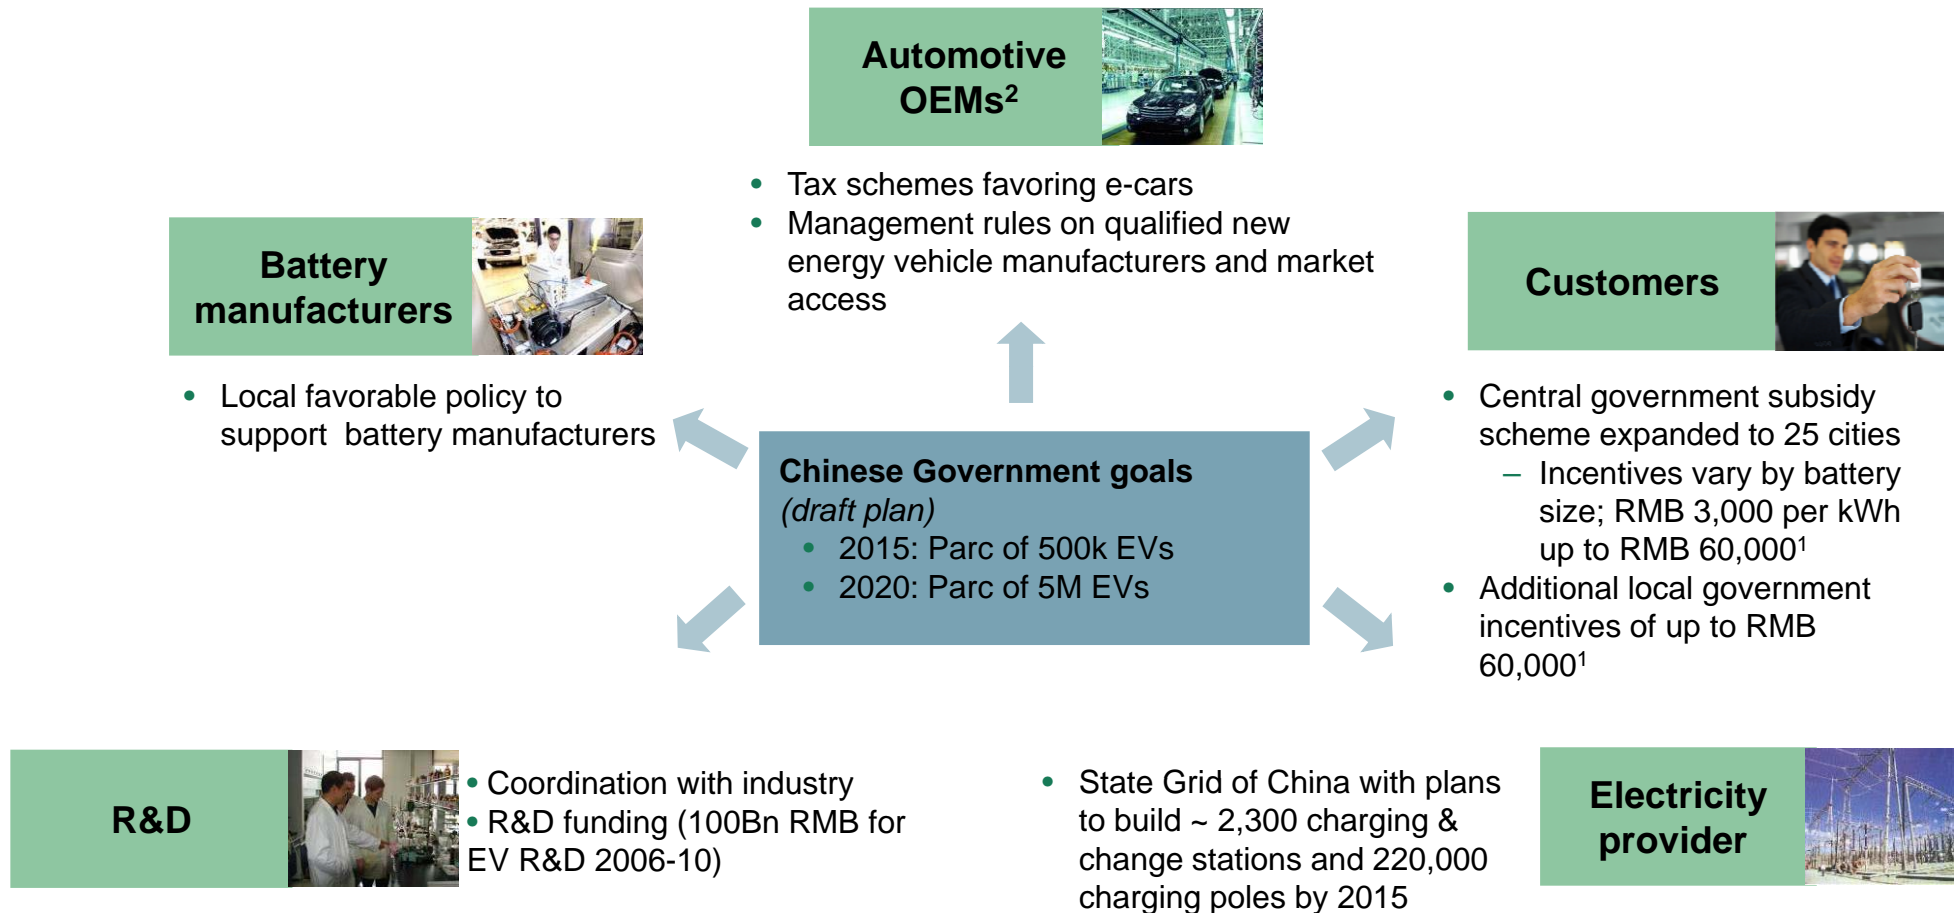 Automotive
OEMs²
• Tax schemes favoring e-cars
• Management rules on qualified new
energy vehicle manufacturers and market
access
Battery
manufacturers
• Local favorable policy to
support  battery manufacturers
Customers
• Central government subsidy
scheme expanded to 25 cities
– Incentives vary by battery
size; RMB 3,000 per kWh
up to RMB 60,000¹
• Additional local government
incentives of up to RMB
60,000¹
Chinese Government goals
(draft plan)
• 2015: Parc of 500k EVs
• 2020: Parc of 5M EVs
R&D
• Coordination with industry
• R&D funding (100Bn RMB for
EV R&D 2006-10)
• State Grid of China with plans
to build ~ 2,300 charging &
change stations and 220,000
charging poles by 2015
Electricity
provider